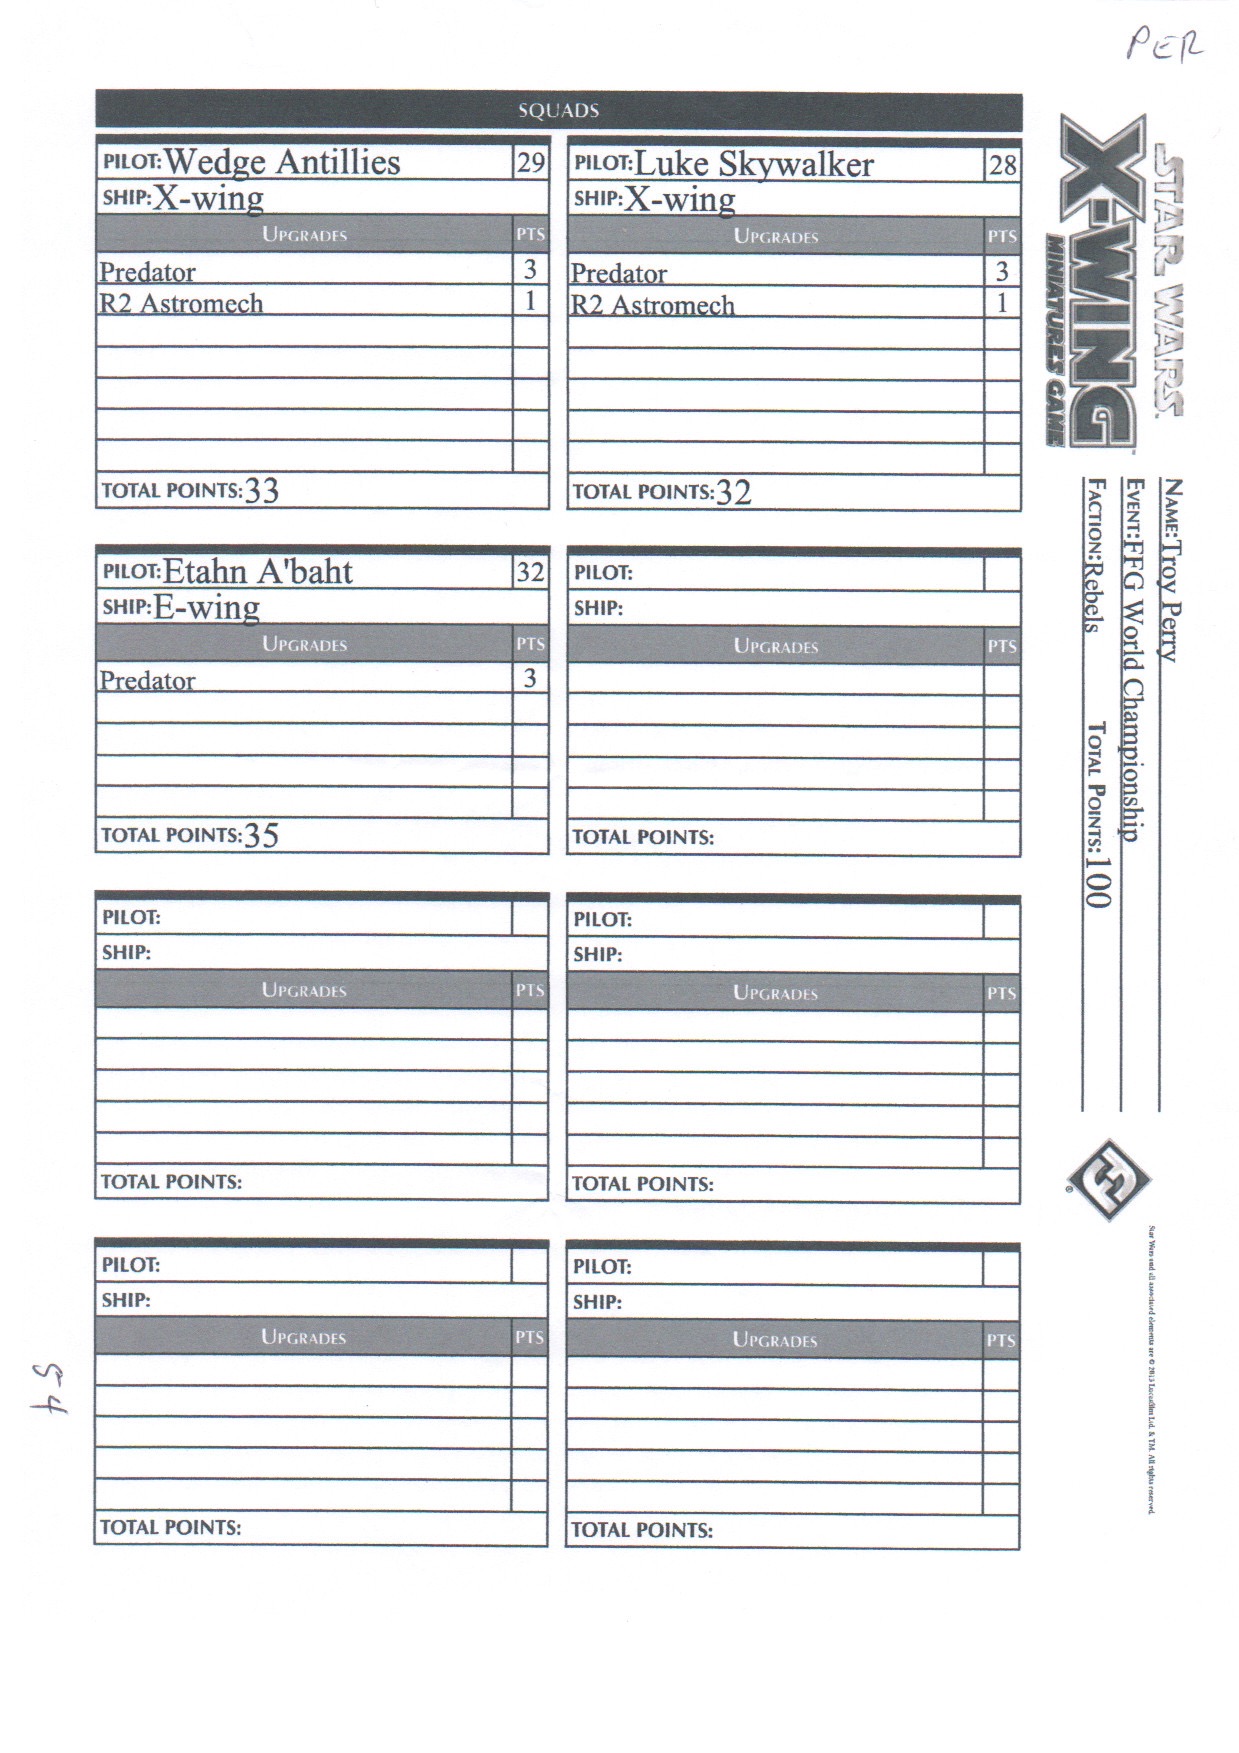 PER
SQUADS
PILOT: Wedge Antillies 29
SHIP: X-wing
UPGRADES PTS
Predator 3
R2 Astromech 1
TOTAL POINTS: 33
PILOT: Luke Skywalker 28
SHIP: X-wing
UPGRADES PTS
Predator 3
R2 Astromech 1
TOTAL POINTS: 32
PILOT: Etahn A'baht 32
SHIP: E-wing
UPGRADES PTS
Predator 3
TOTAL POINTS: 35
PILOT:
SHIP:
UPGRADES PTS
TOTAL POINTS:
PILOT:
SHIP:
UPGRADES PTS
TOTAL POINTS:
PILOT:
SHIP:
UPGRADES PTS
TOTAL POINTS:
PILOT:
SHIP:
UPGRADES PTS
TOTAL POINTS:
PILOT:
SHIP:
UPGRADES PTS
TOTAL POINTS:
STAR WARS
X-WING
MINIATURES GAME
NAME: Troy Perry
EVENT: FFG World Championship
FACTION: Rebels TOTAL POINTS: 100
®
Star Wars and all associated elements are © 2013 Lucasfilm Ltd. & TM. All rights reserved.
54